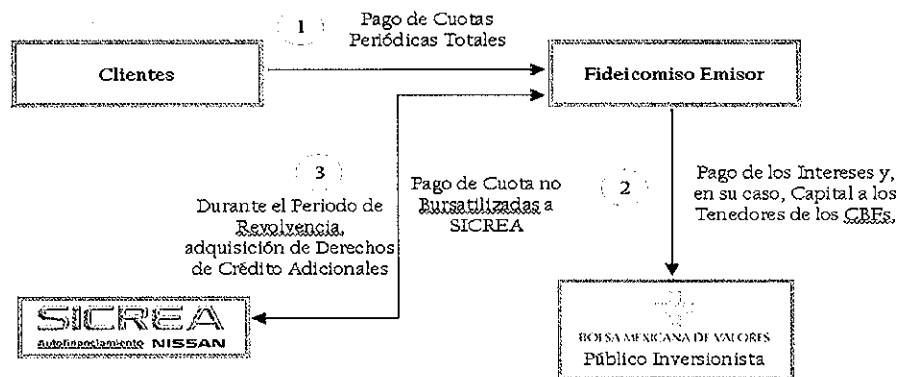 1
Pago de Cuotas
Periódicas Totales
Clientes
Fideicomiso Emisor
3
Durante el Periodo de
Revolvencia,
adquisición de Derechos
de Crédito Adicionales
Pago de Cuota no
Bursatilizadas a
SICREA
2
Pago de los Intereses y,
en su caso, Capital a los
Tenedores de los CBFs,
SICREA
Autofinanciamiento NISSAN
BOLSA MEXICANA DE VALORES
Público Inversionista